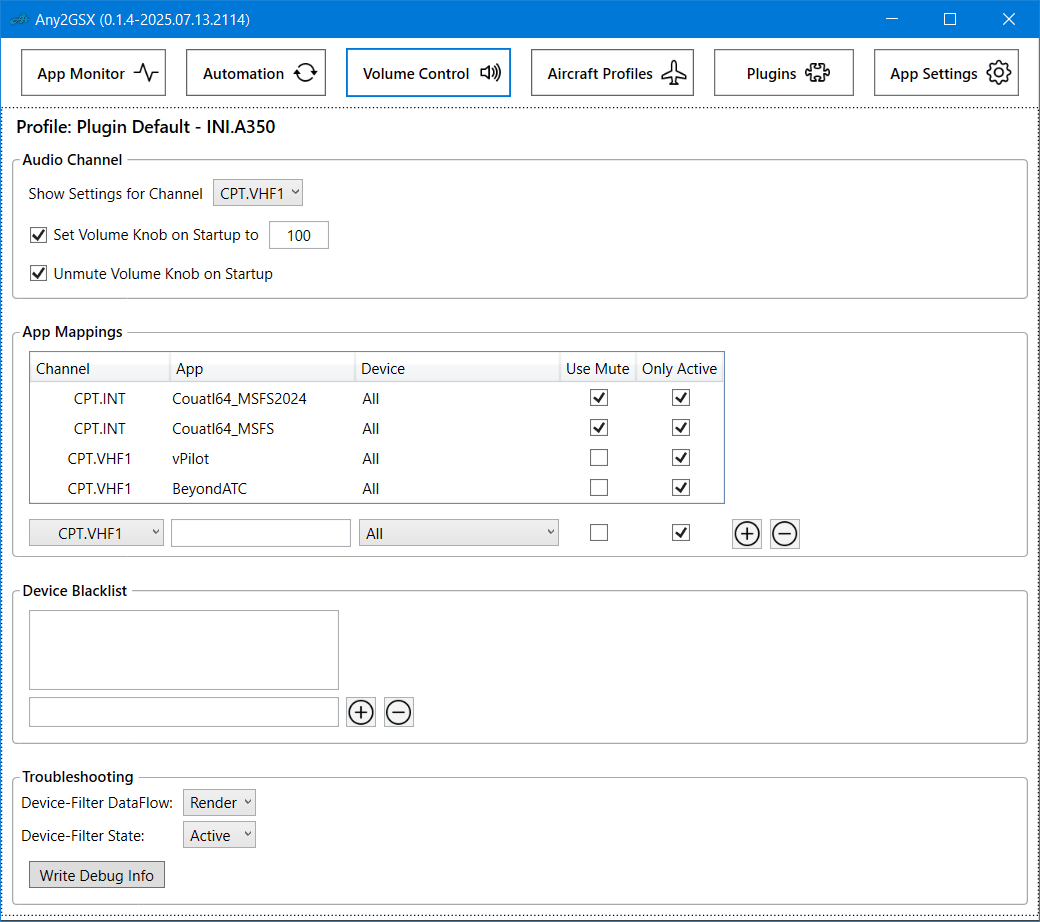 Any2GSX (0.1.4-2025.07.13.2114)
App Monitor Automation Volume Control Aircraft Profiles Plugins App Settings
Profile: Plugin Default - INI.A350
Audio Channel
Show Settings for Channel CPT.VHF1
Set Volume Knob on Startup to 100
Unmute Volume Knob on Startup
App Mappings
Channel App Device Use Mute Only Active
CPT.INT Couatl64_MSFS2024 All
CPT.INT Couatl64_MSFS All
CPT.VHF1 vPilot All
CPT.VHF1 BeyondATC All
CPT.VHF1 All
Device Blacklist
Troubleshooting
Device-Filter DataFlow: Render
Device-Filter State: Active
Write Debug Info